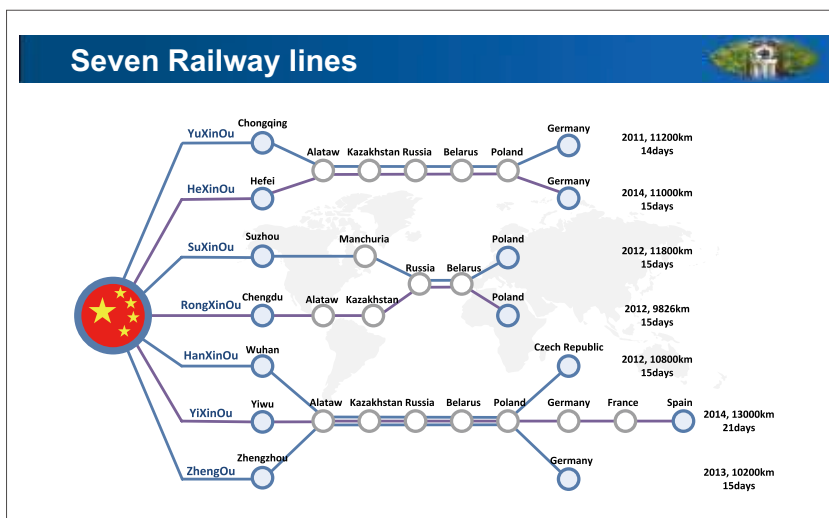 Seven Railway lines
YuXinOu
Chongqing
Alataw
Kazakhstan
Russia
Belarus
Poland
Germany
2011, 11200km
14days
HeXinOu
Hefei
Germany
2014, 11000km
15days
SuXinOu
Suzhou
Manchuria
Russia
Belarus
Poland
2012, 11800km
15days
RongXinOu
Chengdu
Alataw
Kazakhstan
Poland
2012, 9826km
15days
HanXinOu
Wuhan
Czech Republic
2012, 10800km
15days
YiXinOu
Yiwu
Alataw
Kazakhstan
Russia
Belarus
Poland
Germany
France
Spain
2014, 13000km
21days
ZhengOu
Zhengzhou
Germany
2013, 10200km
15days